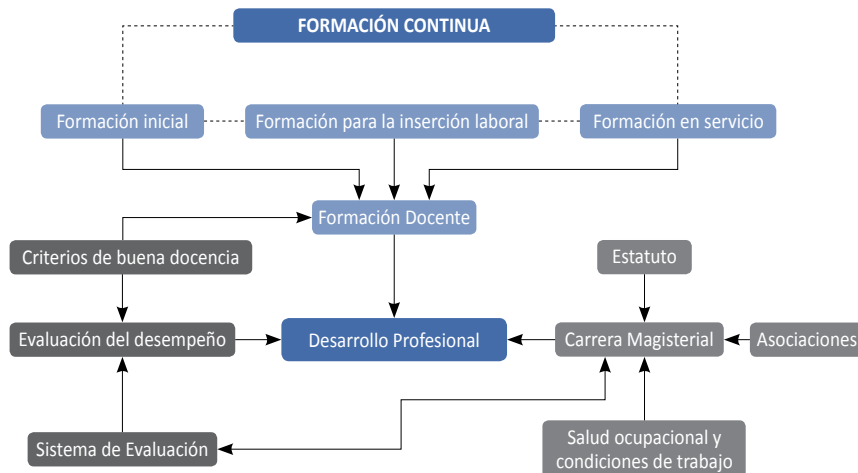 FORMACIÓN CONTINUA
Formación inicial
Formación para la inserción laboral
Formación en servicio
Formación Docente
Criterios de buena docencia
Estatuto
Evaluación del desempeño
Desarrollo Profesional
Carrera Magisterial
Asociaciones
Sistema de Evaluación
Salud ocupacional y
condiciones de trabajo